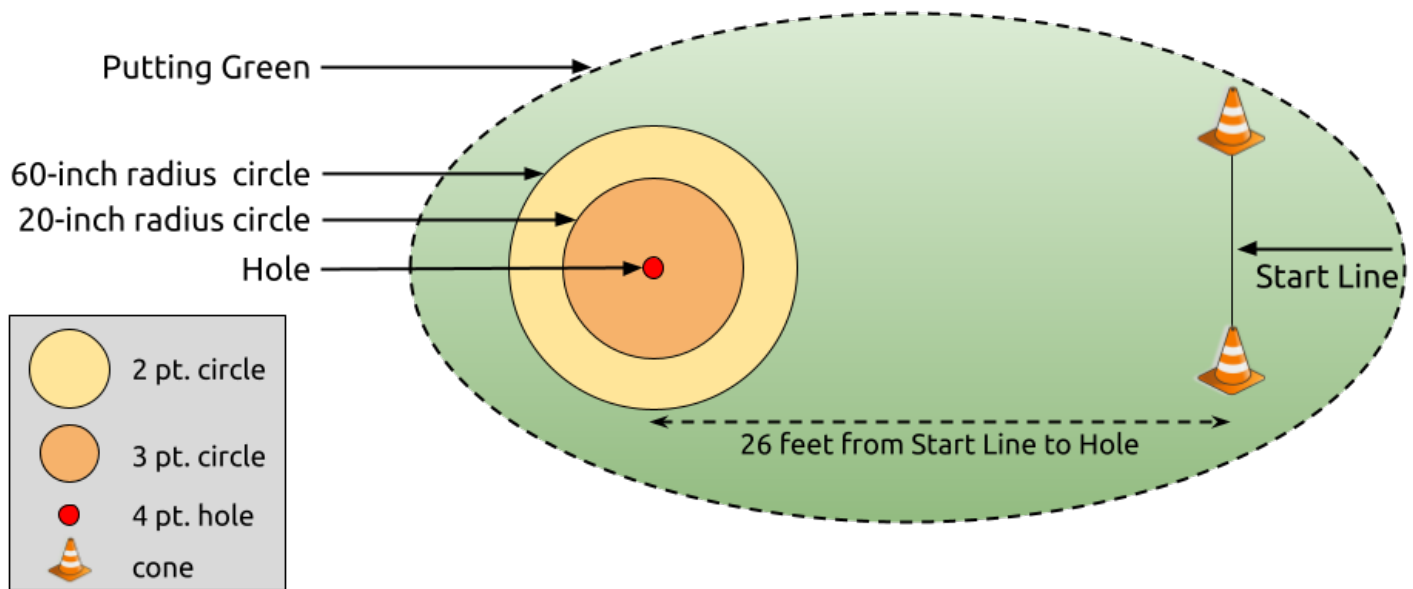 Putting Green
60-inch radius circle
20-inch radius circle
Hole
Start Line
26 feet from Start Line to Hole
2 pt. circle
3 pt. circle
4 pt. hole
cone